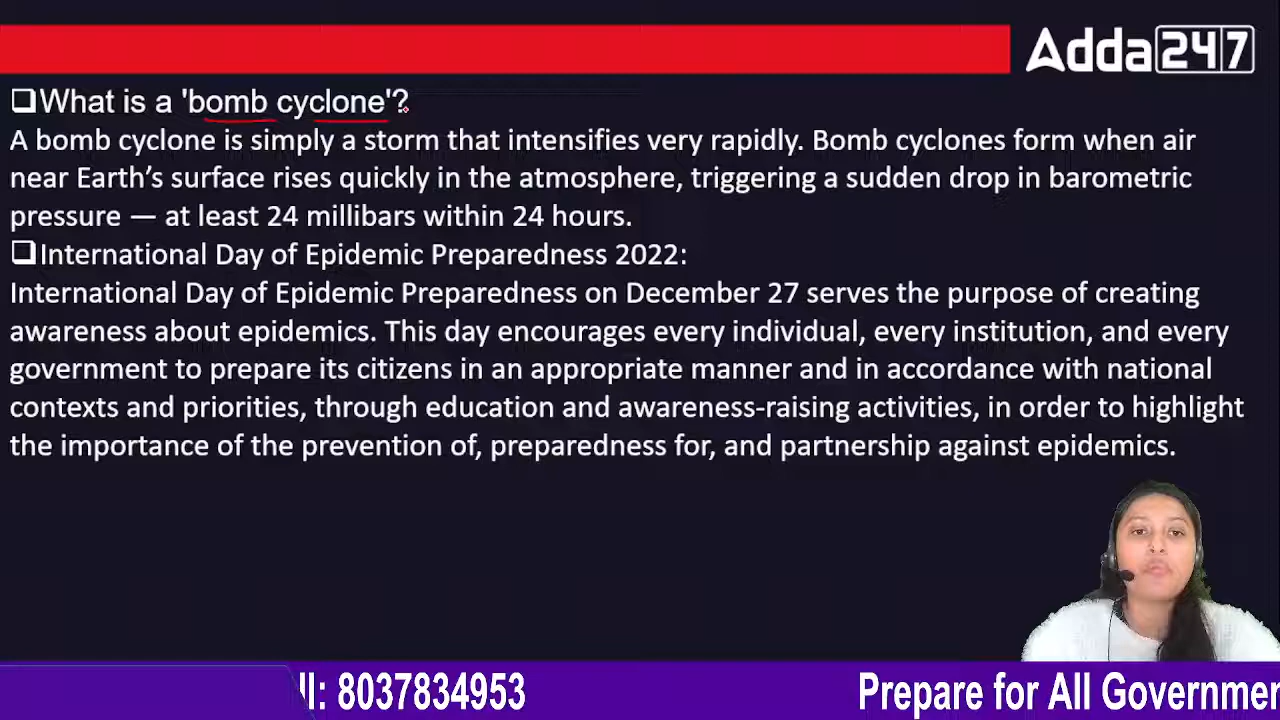 Adda247
❑What is a 'bomb cyclone'?
A bomb cyclone is simply a storm that intensifies very rapidly. Bomb cyclones form when air
near Earth’s surface rises quickly in the atmosphere, triggering a sudden drop in barometric
pressure — at least 24 millibars within 24 hours.
❑International Day of Epidemic Preparedness 2022:
International Day of Epidemic Preparedness on December 27 serves the purpose of creating
awareness about epidemics. This day encourages every individual, every institution, and every
government to prepare its citizens in an appropriate manner and in accordance with national
contexts and priorities, through education and awareness-raising activities, in order to highlight
the importance of the prevention of, preparedness for, and partnership against epidemics.
ll: 8037834953 Prepare for All Governmer